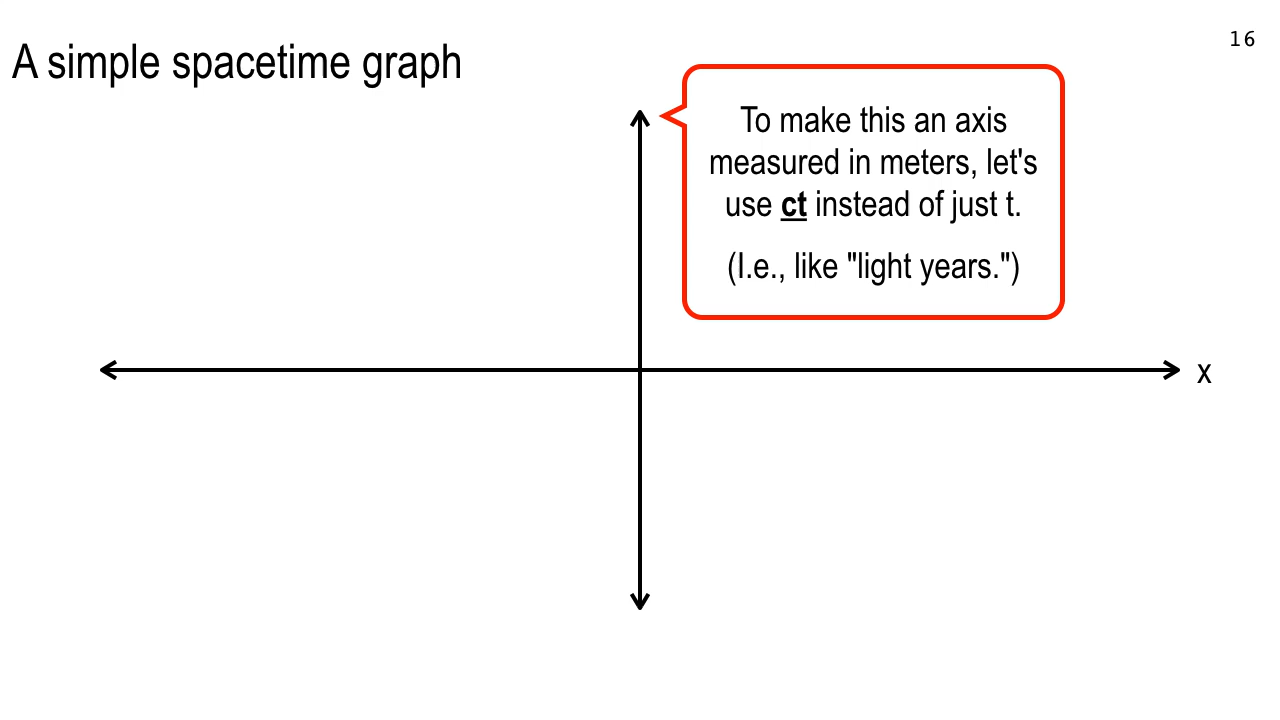 A simple spacetime graph
16
To make this an axis
measured in meters, let's
use ct instead of just t.
(I.e., like "light years.")
x